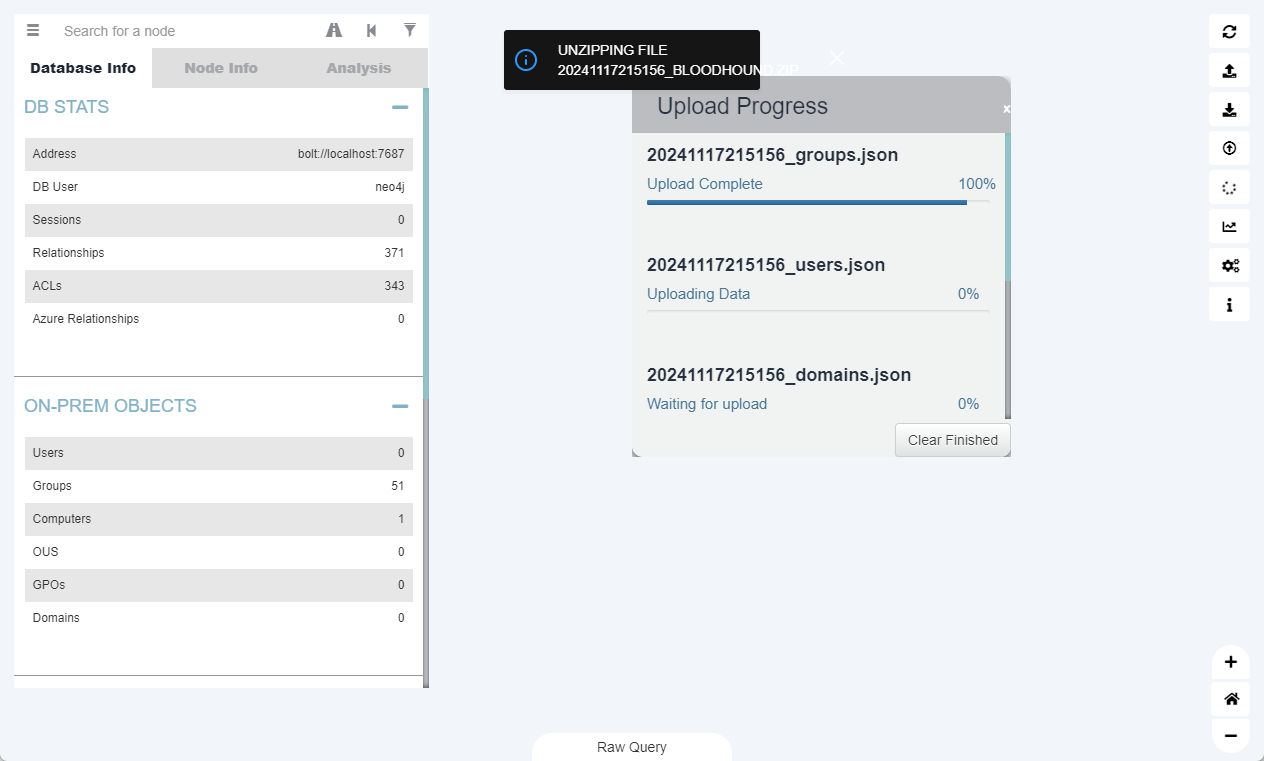 Search for a node
Database Info Node Info Analysis
DB STATS
Address bolt://localhost:7687
DB User neo4j
Sessions 0
Relationships 371
ACLs 343
Azure Relationships 0
ON-PREM OBJECTS
Users 0
Groups 51
Computers 1
OUS 0
GPOs 0
Domains 0
UNZIPPING FILE
20241117215156_BLOODHOUND.ZIP
Upload Progress
x
20241117215156_groups.json
Upload Complete 100%
20241117215156_users.json
Uploading Data 0%
20241117215156_domains.json
Waiting for upload 0%
Clear Finished
Raw Query